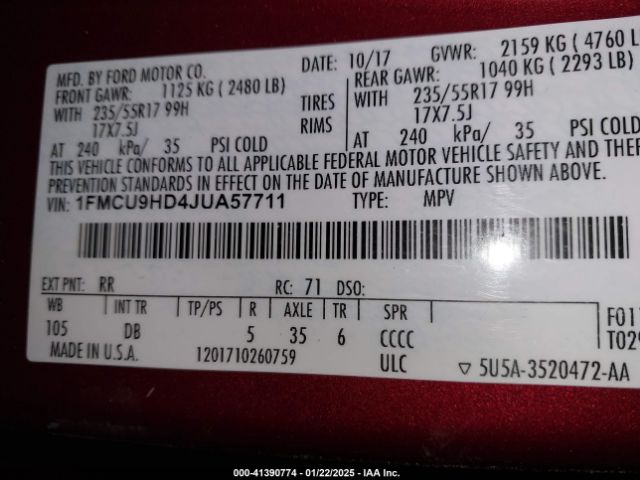 MFD. BY FORD MOTOR CO. DATE: 10/17 GVWR: 2159 KG ( 4760 L
FRONT GAWR: 1125 KG ( 2480 LB) REAR GAWR: 1040 KG ( 2293 LB)
WITH 235/55R17 99H TIRES WITH 235/55R17 99H
17X7.5J RIMS 17X7.5J
AT 240 kPa/ 35 PSI COLD AT 240 kPa/ 35 PSI COLD
THIS VEHICLE CONFORMS TO ALL APPLICABLE FEDERAL MOTOR VEHICLE SAFETY AND THEF
PREVENTION STANDARDS IN EFFECT ON THE DATE OF MANUFACTURE SHOWN ABOVE.
VIN: 1FMCU9HD4JUA57711 TYPE: MPV
EXT PNT: RR RC: 71 DSO:
WB INT TR TP/PS R AXLE TR SPR
105 DB 5 35 6 CCCC F01
MADE IN U.S.A. 1201710260759 ULC T029
▽ 5U5A-3520472-AA
000-41390774 - 01/22/2025 - IAA Inc.